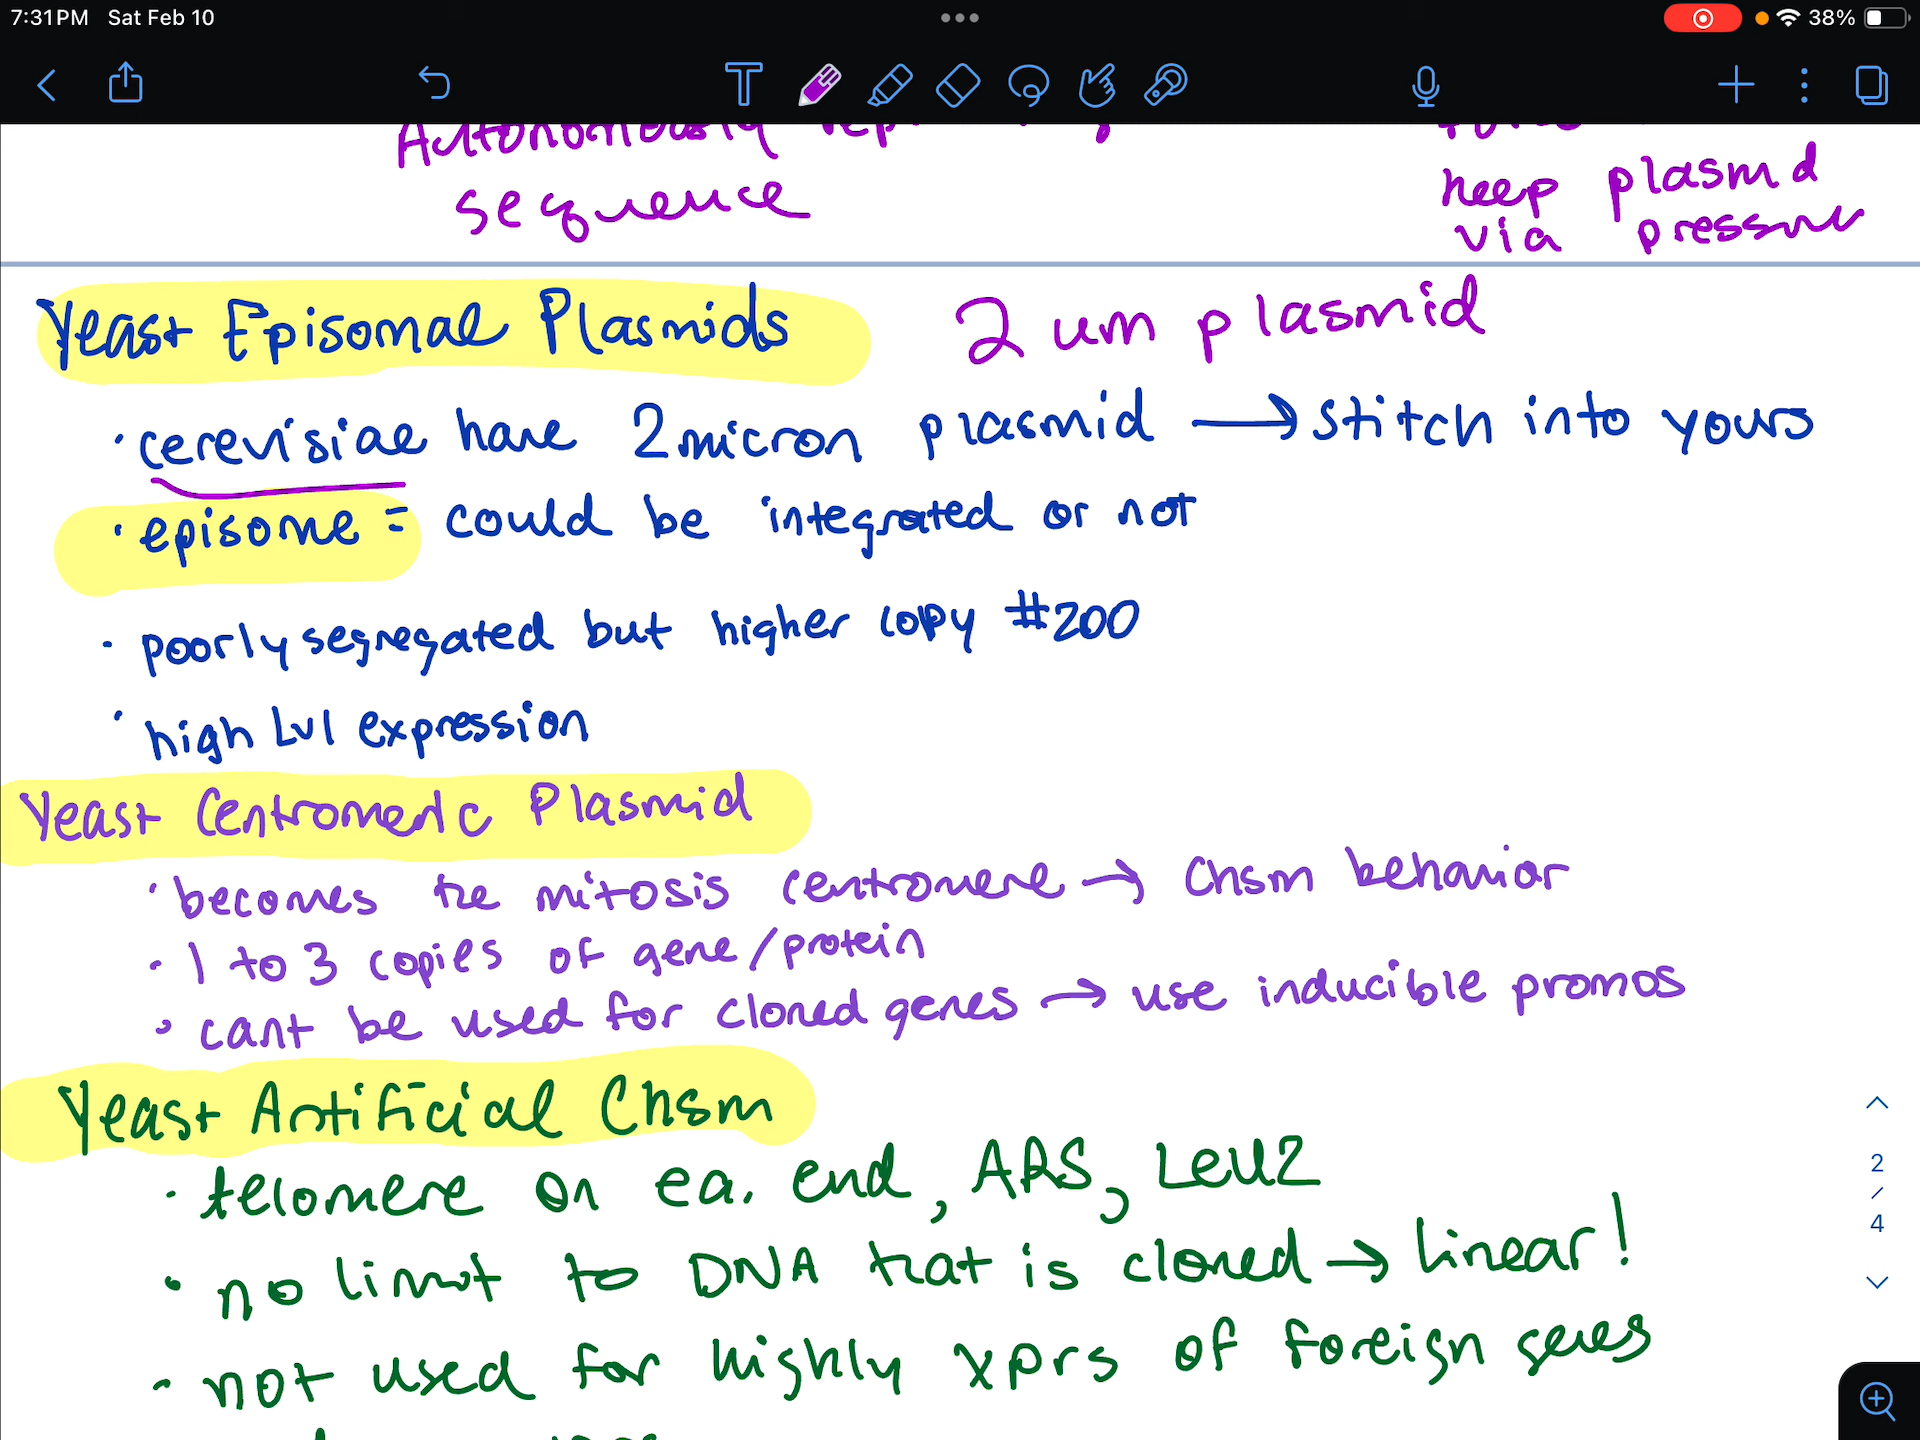 7:31PM Sat Feb 10
38%
Autonomously
sequence
keep plasmd
via pressure
Yeast Episomal Plasmids
2 um plasmid
· cerevisiae have 2 micron plasmid → stitch into yours
· episome = could be integrated or not
· poorly segregated but higher copy #200
· high Lvl expression
Yeast Centromeric Plasmid
· becomes the mitosis centromere → Chsm behavior
· 1 to 3 copies of gene/protein
· cant be used for cloned genes → use inducible promos
Yeast Artificial Chsm
· telomere on ea. end, ARS, Leu2
· no limit to DNA that is cloned → linear!
· not used for highly xprs of foreign genes
2
/
4